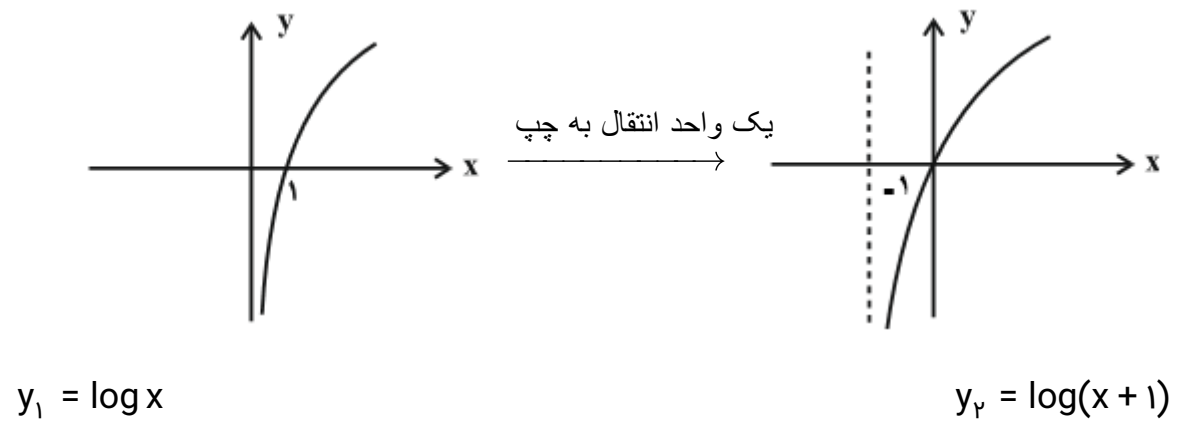 y
y
یک واحد انتقال به چپ
x
x
۱
-۱
y₁ = log x
y₂ = log(x + ۱)